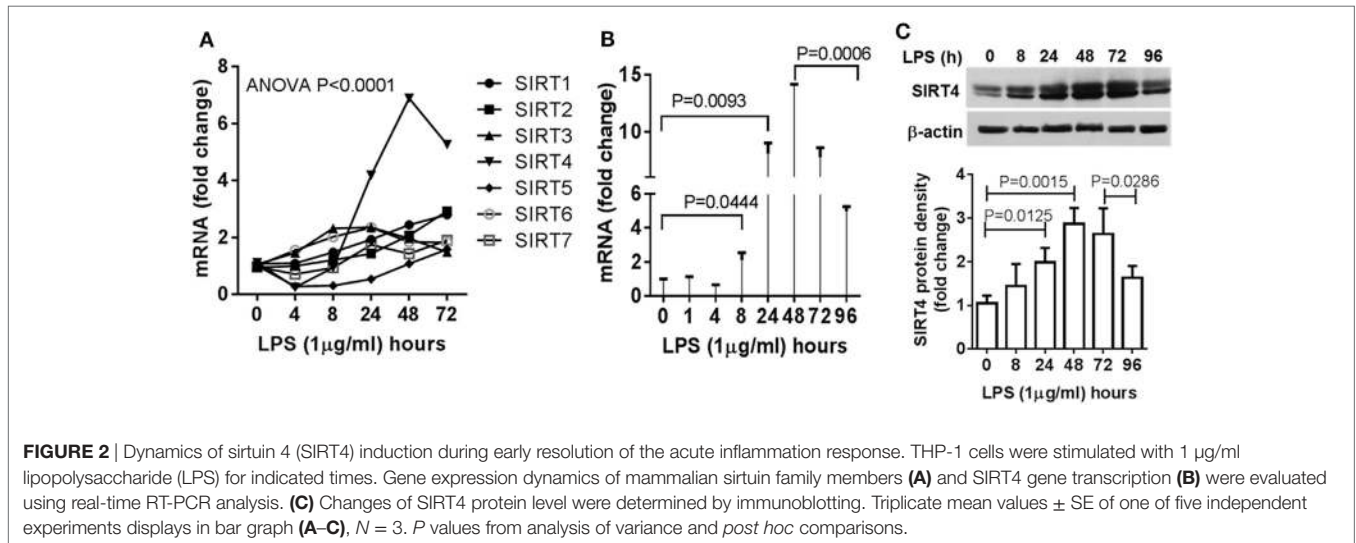 A
ANOVA P<0.0001
mRNA (fold change)
10
8
6
4
2
0
0 4 8 24 48 72
LPS (1μg/ml) hours
SIRT1
SIRT2
SIRT3
SIRT4
SIRT5
SIRT6
SIRT7
B
P=0.0006
P=0.0093
P=0.0444
mRNA (fold change)
15
10
6
4
2
0
0 1 4 8 24 48 72 96
LPS (1μg/ml) hours
C
LPS (h) 0 8 24 48 72 96
SIRT4
β-actin
P=0.0015
P=0.0286
P=0.0125
SIRT4 protein density
(fold change)
4
3
2
1
0
0 8 24 48 72 96
LPS (1μg/ml) hours
FIGURE 2 | Dynamics of sirtuin 4 (SIRT4) induction during early resolution of the acute inflammation response. THP-1 cells were stimulated with 1 μg/ml
lipopolysaccharide (LPS) for indicated times. Gene expression dynamics of mammalian sirtuin family members (A) and SIRT4 gene transcription (B) were evaluated
using real-time RT-PCR analysis. (C) Changes of SIRT4 protein level were determined by immunoblotting. Triplicate mean values ± SE of one of five independent
experiments displays in bar graph (A–C), N = 3. P values from analysis of variance and post hoc comparisons.